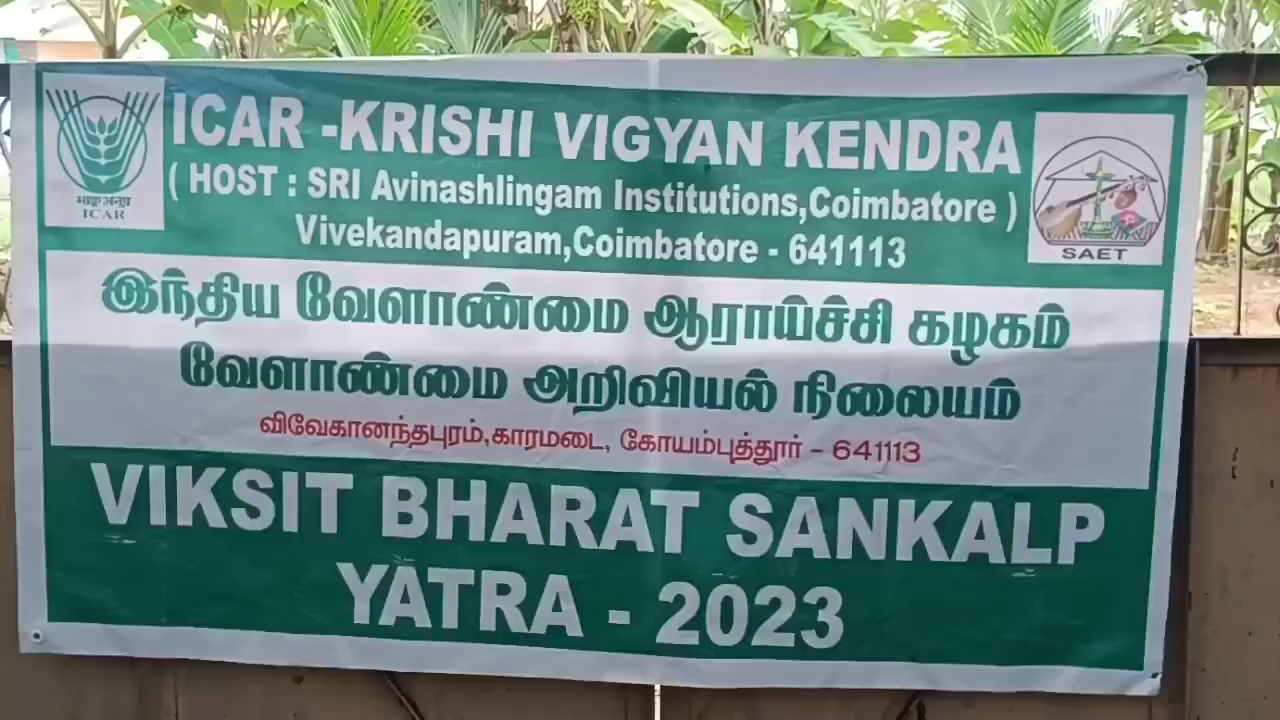 ICAR -KRISHI VIGYAN KENDRA
( HOST : SRI Avinashlingam Institutions,Coimbatore )
Vivekandapuram,Coimbatore - 641113
भाकृअनुप
ICAR
SAET
இந்திய வேளாண்மை ஆராய்ச்சி கழகம்
வேளாண்மை அறிவியல் நிலையம்
விவேகானந்தபுரம்,காரமடை, கோயம்புத்தூர் - 641113
VIKSIT BHARAT SANKALP
YATRA - 2023